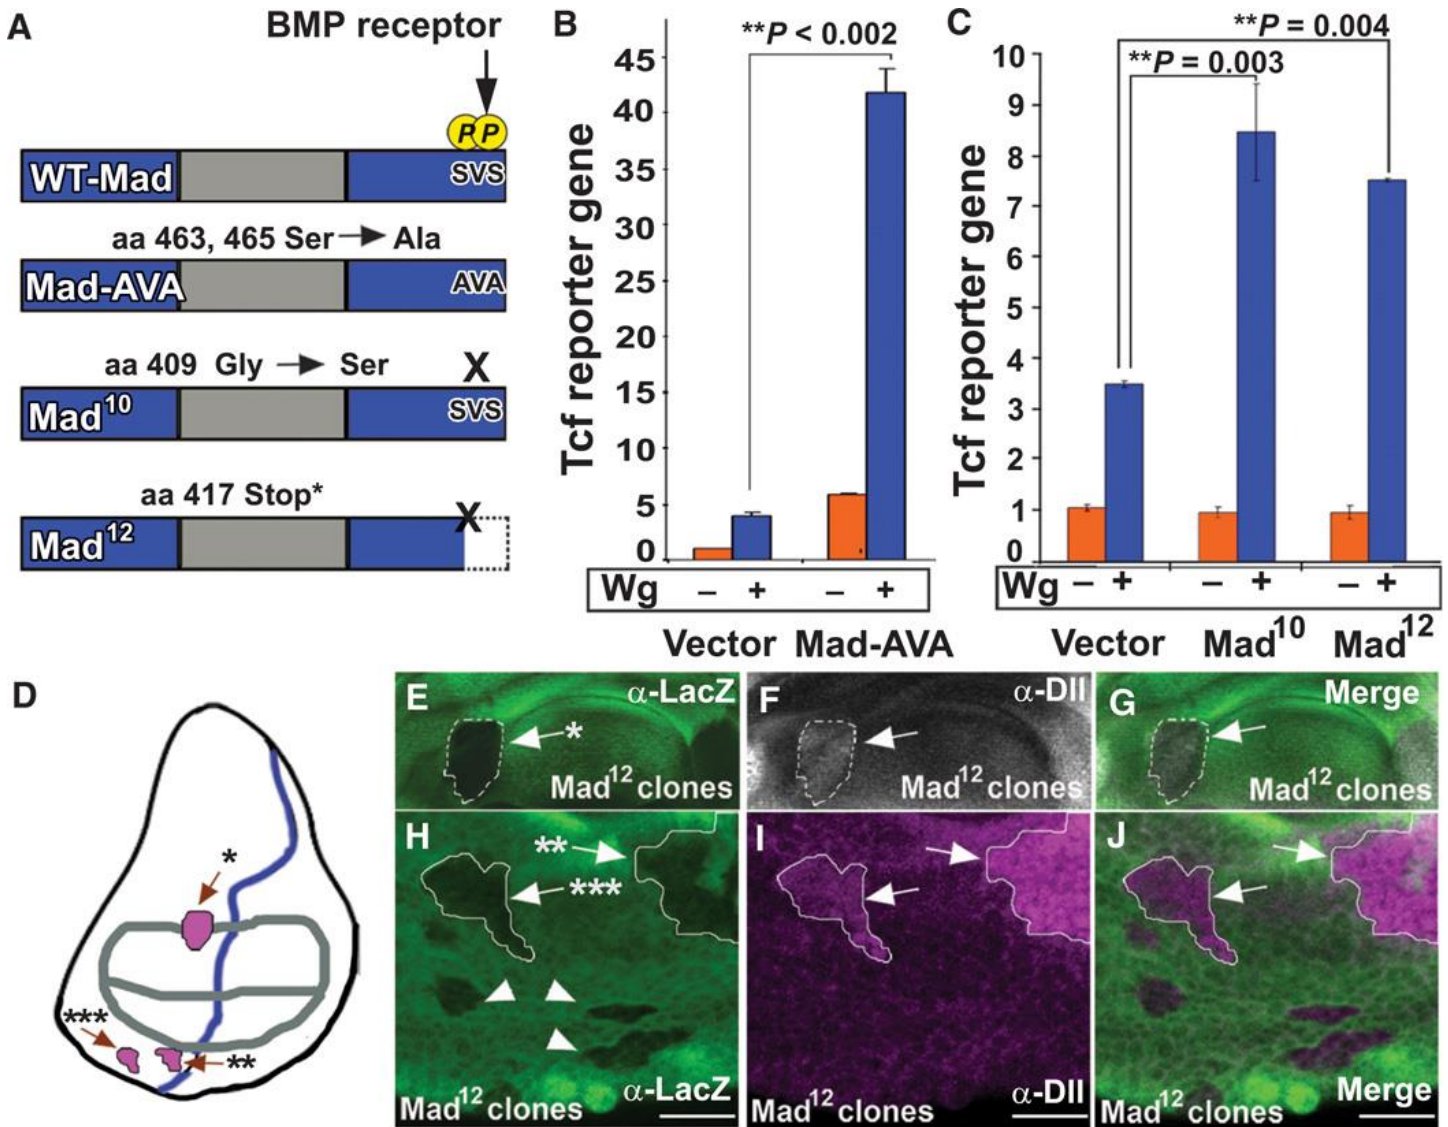 A
BMP receptor
P P
WT-Mad
SVS
aa 463, 465 Ser → Ala
Mad-AVA
AVA
aa 409 Gly → Ser
X
Mad10
SVS
aa 417 Stop*
X
Mad12
B
**P < 0.002
Tcf reporter gene
45
40
35
30
25
20
15
10
5
0
Wg – + – +
Vector Mad-AVA
C
**P = 0.004
**P = 0.003
Tcf reporter gene
10
9
8
7
6
5
4
3
2
1
0
Wg – + – + – +
Vector Mad10 Mad12
D
*
***
**
E
α-LacZ
*
Mad12 clones
F
α-Dll
Mad12 clones
G
Merge
Mad12 clones
H
**
***
α-LacZ
Mad12 clones
I
α-Dll
Mad12 clones
J
Merge
Mad12 clones